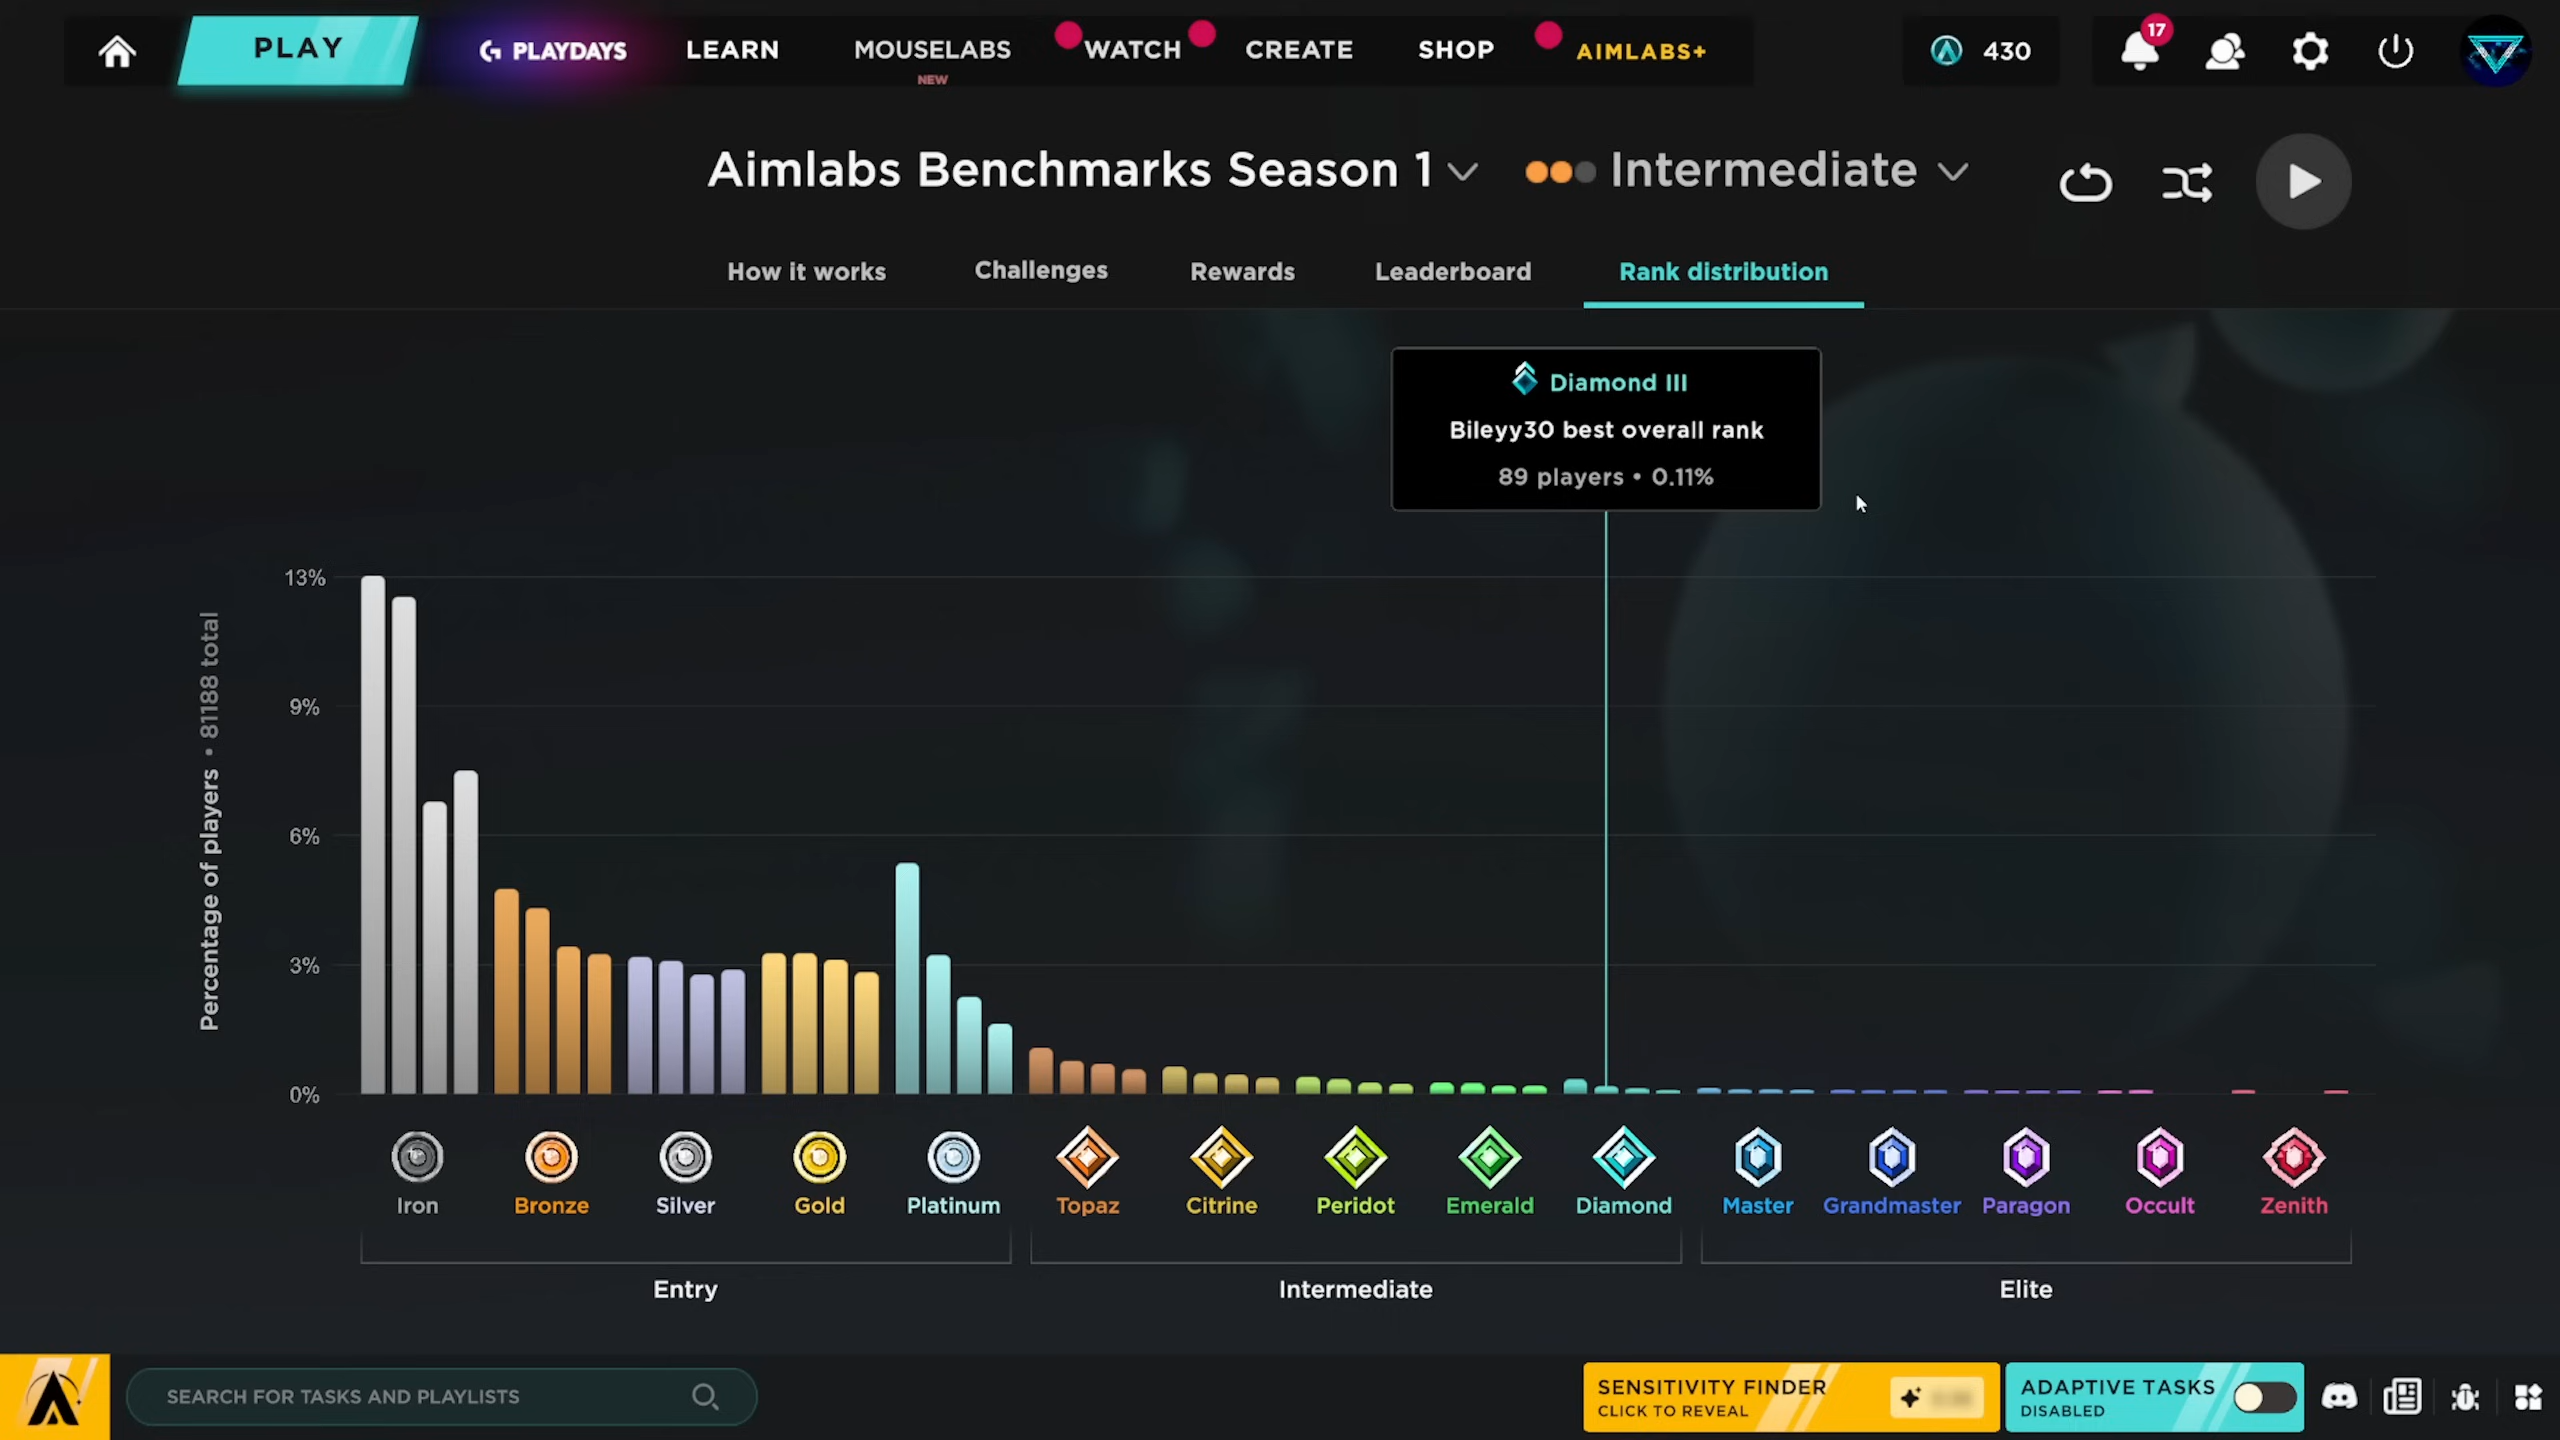 PLAY
PLAYDAYS
LEARN
MOUSELABS
NEW
WATCH
CREATE
SHOP
AIMLABS+
430
17
Aimlabs Benchmarks Season 1
Intermediate
How it works
Challenges
Rewards
Leaderboard
Rank distribution
Diamond III
Bileyy30 best overall rank
89 players • 0.11%
Percentage of players • 81188 total
13%
9%
6%
3%
0%
Iron
Bronze
Silver
Gold
Platinum
Topaz
Citrine
Peridot
Emerald
Diamond
Master
Grandmaster
Paragon
Occult
Zenith
Entry
Intermediate
Elite
SEARCH FOR TASKS AND PLAYLISTS
SENSITIVITY FINDER
CLICK TO REVEAL
ADAPTIVE TASKS
DISABLED